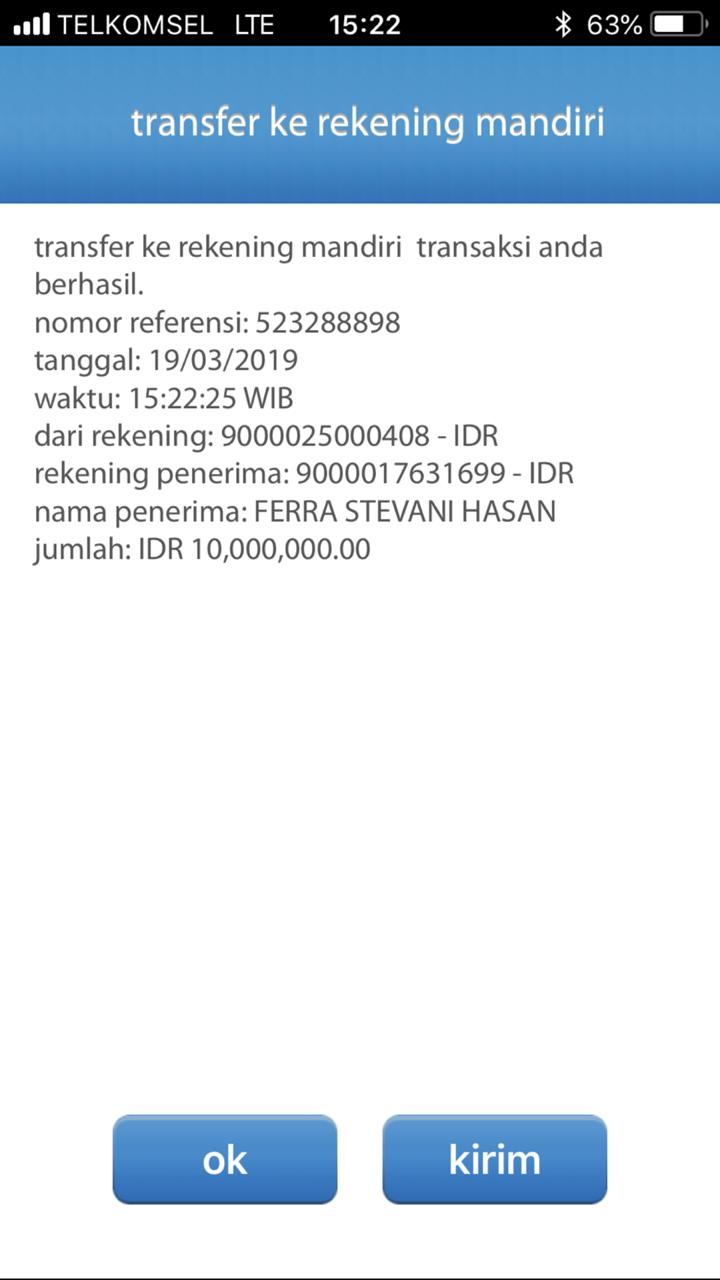 TELKOMSEL LTE 15:22 63%
transfer ke rekening mandiri
transfer ke rekening mandiri  transaksi anda
berhasil.
nomor referensi: 523288898
tanggal: 19/03/2019
waktu: 15:22:25 WIB
dari rekening: 9000025000408 - IDR
rekening penerima: 9000017631699 - IDR
nama penerima: FERRA STEVANI HASAN
jumlah: IDR 10,000,000.00
ok kirim